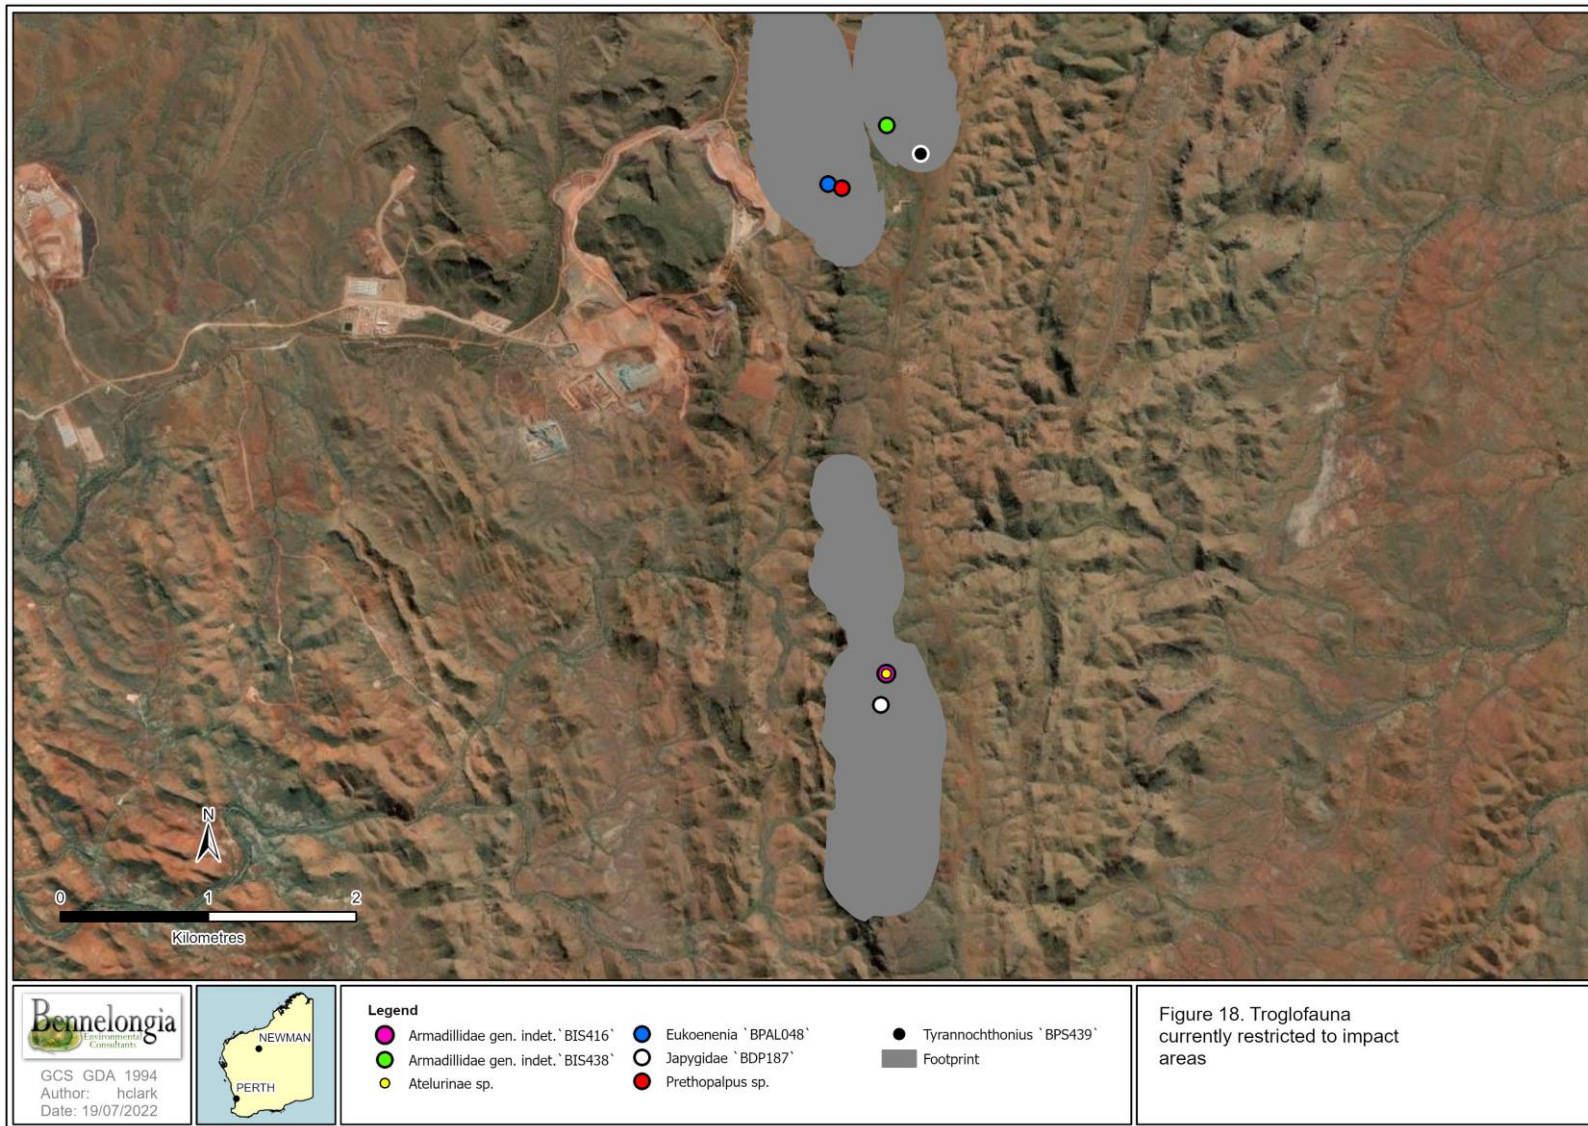 N
0 1 2
Kilometres
Bennelongia
Environmental
Consultants
GCS GDA 1994
Author: hclark
Date: 19/07/2022
NEWMAN
PERTH
Legend
Armadillidae gen. indet.`BIS416`
Armadillidae gen. indet.`BIS438`
Atelurinae sp.
Eukoenenia `BPAL048`
Japygidae `BDP187`
Prethopalpus sp.
Tyrannochthonius `BPS439`
Footprint
Figure 18. Troglofauna
currently restricted to impact
areas